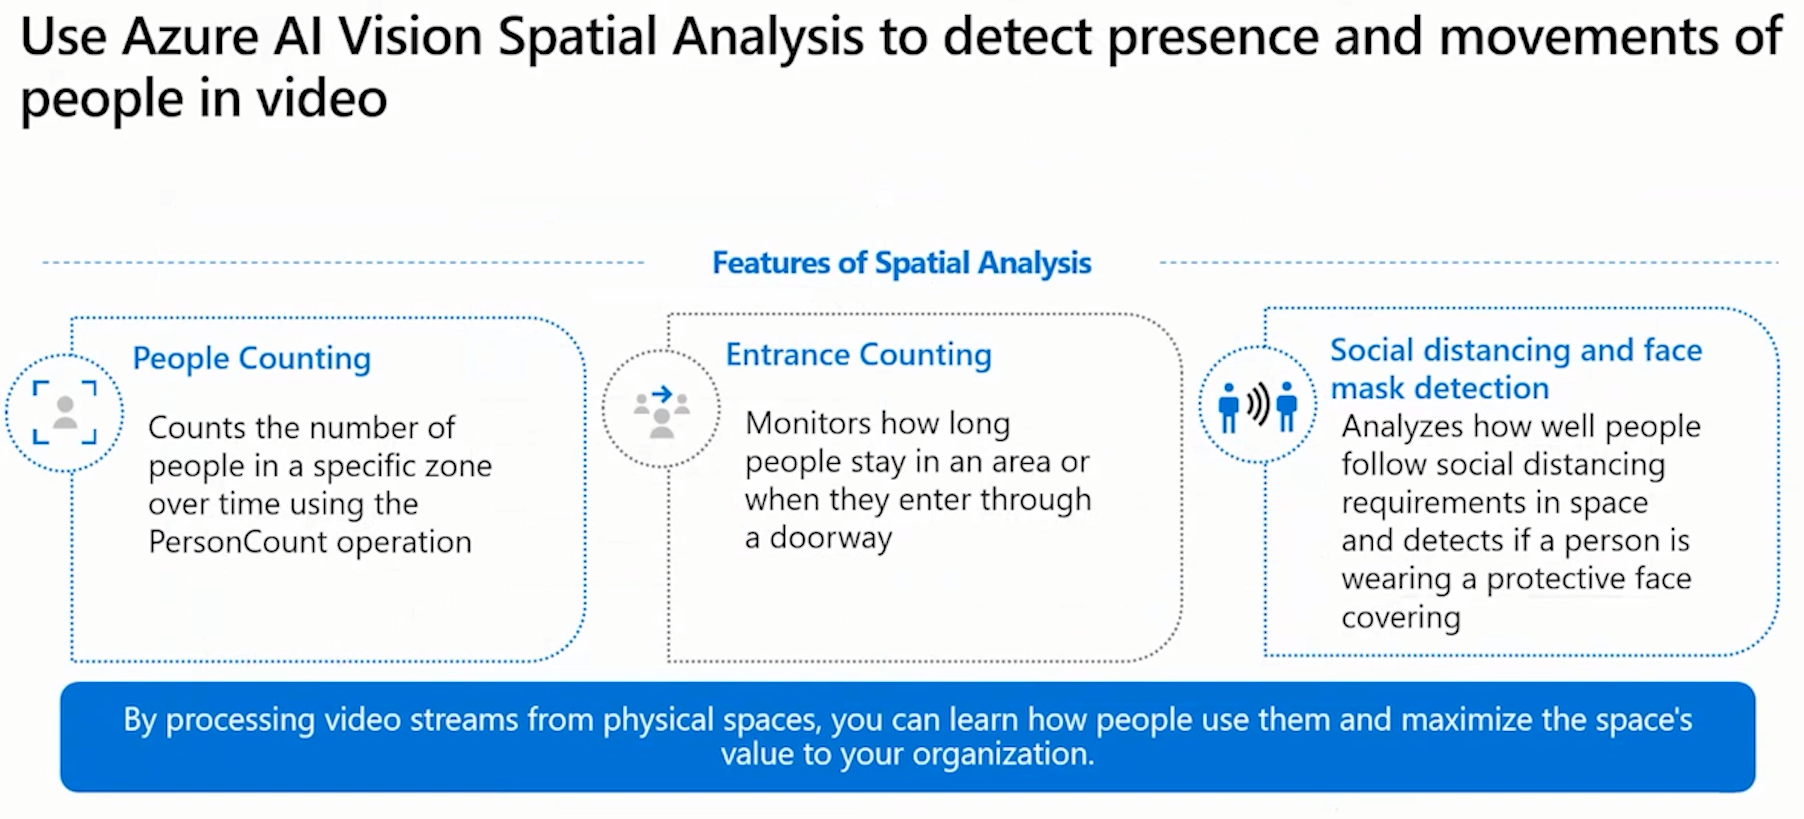 Use Azure AI Vision Spatial Analysis to detect presence and movements of
people in video
Features of Spatial Analysis
People Counting
Counts the number of
people in a specific zone
over time using the
PersonCount operation
Entrance Counting
Monitors how long
people stay in an area or
when they enter through
a doorway
Social distancing and face
mask detection
Analyzes how well people
follow social distancing
requirements in space
and detects if a person is
wearing a protective face
covering
By processing video streams from physical spaces, you can learn how people use them and maximize the space's
value to your organization.